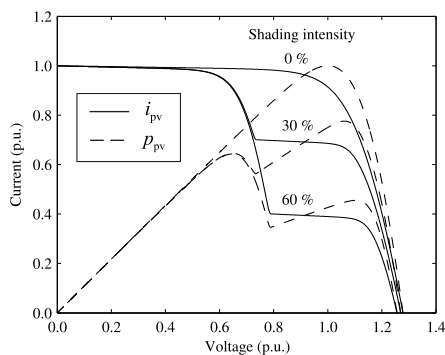 1.2
Shading intensity
0 %
1.0
i_pv
p_pv
0.8
30 %
0.6
60 %
0.4
0.2
0.0
0.0 0.2 0.4 0.6 0.8 1.0 1.2 1.4
Current (p.u.)
Voltage (p.u.)